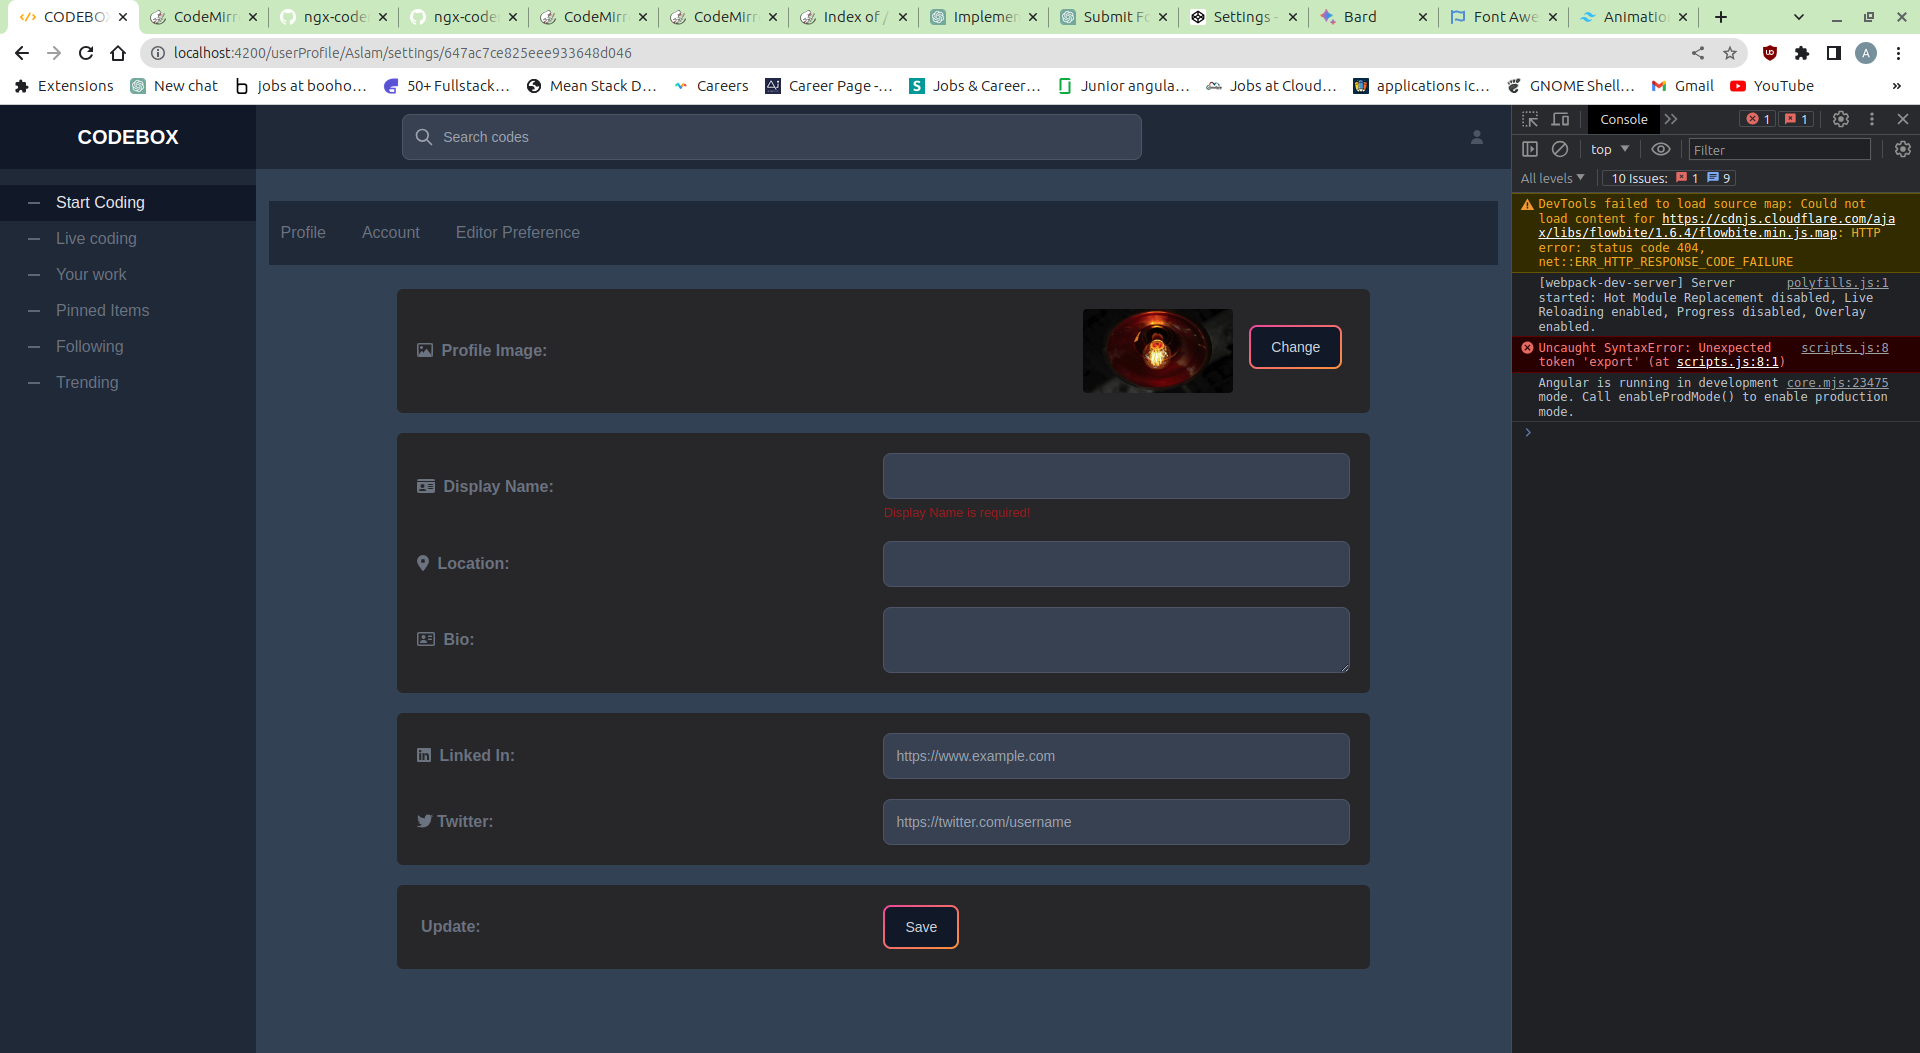 CODEBOX
CodeMirr
ngx-code
ngx-code
CodeMirr
CodeMirr
Index of /
Implemen
Submit Fo
Settings -
Bard
Font Awe
Animatio
localhost:4200/userProfile/Aslam/settings/647ac7ce825eee933648d046
A
Extensions
New chat
jobs at booho...
50+ Fullstack...
Mean Stack D...
Careers
Career Page -...
Jobs & Career...
Junior angula...
Jobs at Cloud...
applications ic...
GNOME Shell...
Gmail
YouTube
»
CODEBOX
Search codes
Start Coding
Live coding
Your work
Pinned Items
Following
Trending
Profile Account Editor Preference
Profile Image:
Change
Display Name:
Display Name is required!
Location:
Bio:
Linked In:
https://www.example.com
Twitter:
https://twitter.com/username
Update:
Save
Console
1
1
top
Filter
All levels
10 Issues: 1 9
DevTools failed to load source map: Could not
load content for https://cdnjs.cloudflare.com/aja
x/libs/flowbite/1.6.4/flowbite.min.js.map: HTTP
error: status code 404,
net::ERR_HTTP_RESPONSE_CODE_FAILURE
[webpack-dev-server] Server polyfills.js:1
started: Hot Module Replacement disabled, Live
Reloading enabled, Progress disabled, Overlay
enabled.
Uncaught SyntaxError: Unexpected scripts.js:8
token 'export' (at scripts.js:8:1)
Angular is running in development core.mjs:23475
mode. Call enableProdMode() to enable production
mode.